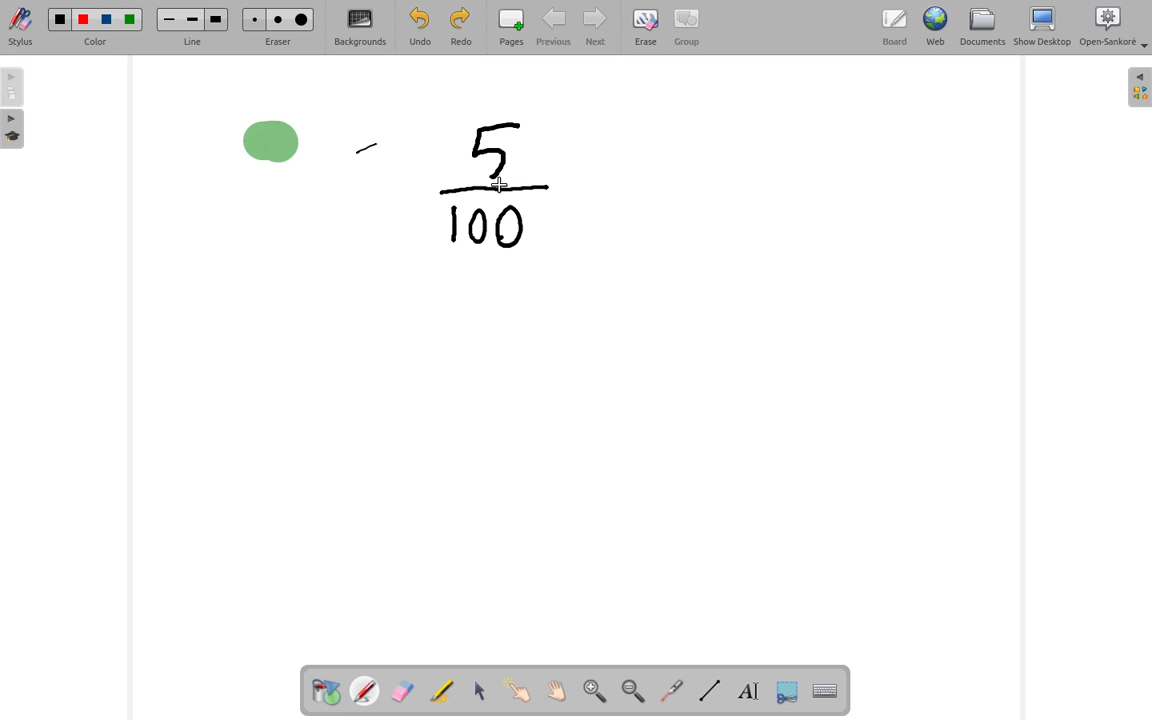 Stylus Color Line Eraser Backgrounds Undo Redo Pages Previous Next Erase Group Board Web Documents Show Desktop Open-Sankoré
- 5
100
AI